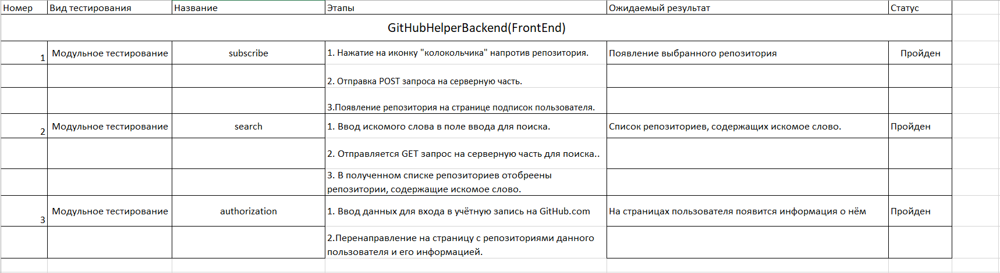 Номер Вид тестирования Название Этапы Ожидаемый результат Статус
GitHubHelperBackend(FrontEnd)
1 Модульное тестирование subscribe 1. Нажатие на иконку "колокольчика" напротив репозитория. Появление выбранного репозитория Пройден
2. Отправка POST запроса на серверную часть.
3.Появление репозитория на странице подписок пользователя.
2 Модульное тестирование search 1. Ввод искомого слова в поле ввода для поиска. Список репозиториев, содержащих искомое слово. Пройден
2. Отправляется GET запрос на серверную часть для поиска..
3. В полученном списке репозиториев отобреены
репозитории, содержащие искомое слово.
3 Модульное тестирование authorization 1. Ввод данных для входа в учётную запись на GitHub.com На страницах пользователя появится информация о нём Пройден
2.Перенаправление на страницу с репозиториями данного
пользователя и его информацией.